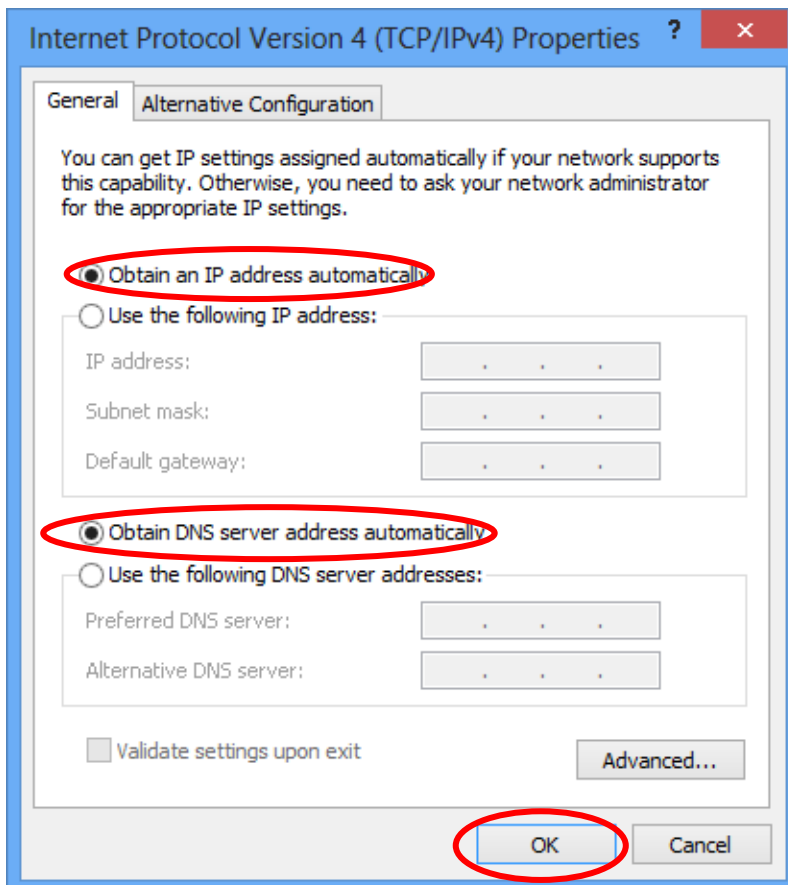 Internet Protocol Version 4 (TCP/IPv4) Properties ? ×
General Alternative Configuration
You can get IP settings assigned automatically if your network supports
this capability. Otherwise, you need to ask your network administrator
for the appropriate IP settings.
Obtain an IP address automatically
Use the following IP address:
IP address: . . .
Subnet mask: . . .
Default gateway: . . .
Obtain DNS server address automatically
Use the following DNS server addresses:
Preferred DNS server: . . .
Alternative DNS server: . . .
Validate settings upon exit
Advanced...
OK Cancel